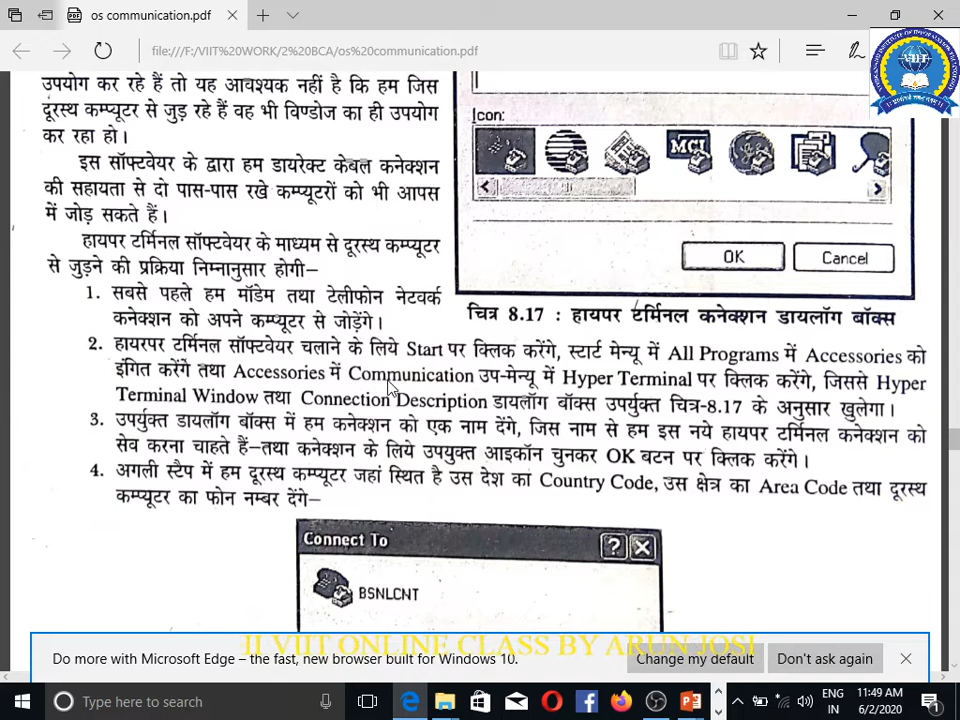 os communication.pdf
file:///F:/VIIT%20WORK/2%20BCA/os%20communication.pdf
उपयोग कर रहे हैं तो यह आवश्यक नहीं है कि हम जिस
दूरस्थ कम्प्यूटर से जुड़ रहे हैं वह भी विण्डोज का ही उपयोग
कर रहा हो।
इस सॉफ्टवेयर के द्वारा हम डायरेक्ट केबल कनेक्शन
की सहायता से दो पास-पास रखे कम्प्यूटरों को भी आपस
में जोड़ सकते हैं।
हायपर टर्मिनल सॉफ्टवेयर के माध्यम से दूरस्थ कम्प्यूटर
से जुड़ने की प्रक्रिया निम्नानुसार होगी–
Icon:
MCI
OK
Cancel
चित्र 8.17 : हायपर टर्मिनल कनेक्शन डायलॉग बॉक्स
1. सबसे पहले हम मॉडेम तथा टेलीफोन नेटवर्क
कनेक्शन को अपने कम्प्यूटर से जोड़ेंगे।
2. हायरपर टर्मिनल सॉफ्टवेयर चलाने के लिये Start पर क्लिक करेंगे, स्टार्ट मेन्यू में All Programs में Accessories को
इंगित करेंगे तथा Accessories में Communication उप-मेन्यू में Hyper Terminal पर क्लिक करेंगे, जिससे Hyper
Terminal Window तथा Connection Description डायलॉग बॉक्स उपर्युक्त चित्र-8.17 के अनुसार खुलेगा।
3. उपर्युक्त डायलॉग बॉक्स में हम कनेक्शन को एक नाम देंगे, जिस नाम से हम इस नये हायपर टर्मिनल कनेक्शन को
सेव करना चाहते हैं–तथा कनेक्शन के लिये उपयुक्त आइकॉन चुनकर OK बटन पर क्लिक करेंगे।
4. अगली स्टैप में हम दूरस्थ कम्प्यूटर जहां स्थित है उस देश का Country Code, उस क्षेत्र का Area Code तथा दूरस्थ
कम्प्यूटर का फोन नम्बर देंगे–
Connect To
BSNLCNT
II VIIT ONLINE CLASS BY ARUN JOSI
Do more with Microsoft Edge – the fast, new browser built for Windows 10.
Change my default
Don't ask again
Type here to search
ENG
IN
11:49 AM
6/2/2020
1